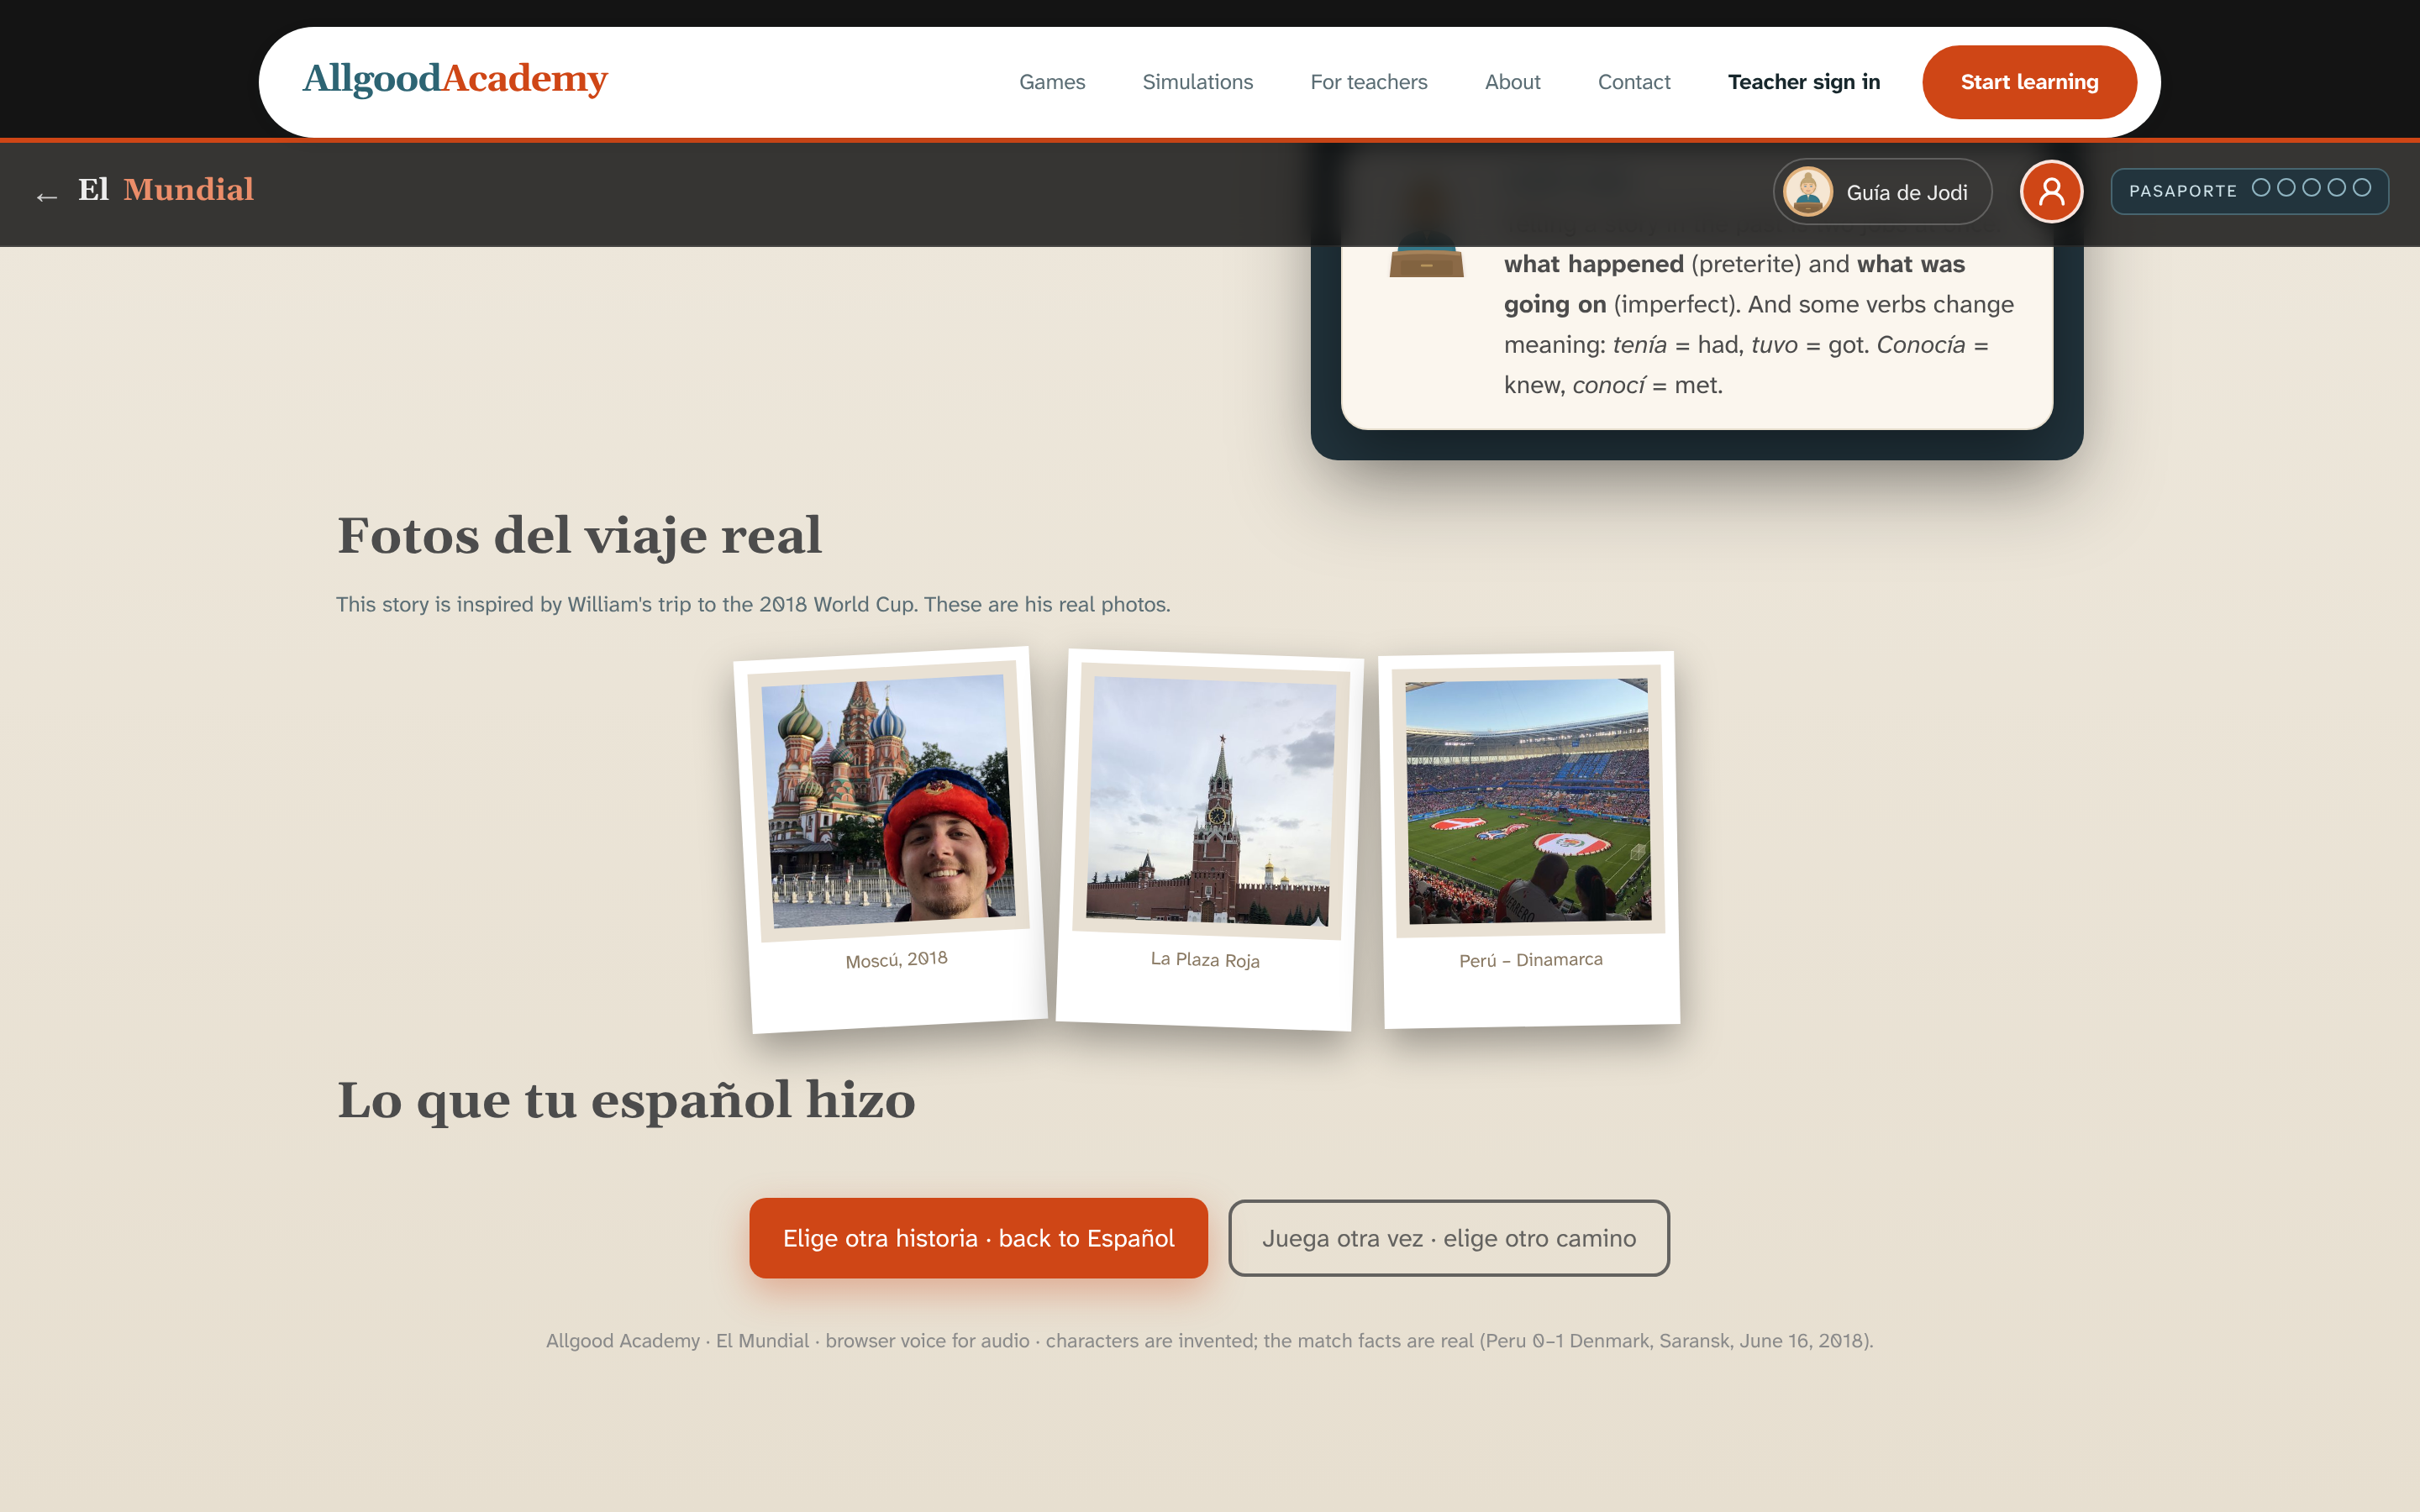 AllgoodAcademy
Games
Simulations
For teachers
About
Contact
Teacher sign in
Start learning
← El Mundial
Guía de Jodi
PASAPORTE
what happened (preterite) and what was
going on (imperfect). And some verbs change
meaning: tenía = had, tuvo = got. Conocía =
knew, conocí = met.
Fotos del viaje real
This story is inspired by William's trip to the 2018 World Cup. These are his real photos.
Moscú, 2018
La Plaza Roja
Perú – Dinamarca
Lo que tu español hizo
Elige otra historia · back to Español
Juega otra vez · elige otro camino
Allgood Academy · El Mundial · browser voice for audio · characters are invented; the match facts are real (Peru 0–1 Denmark, Saransk, June 16, 2018).